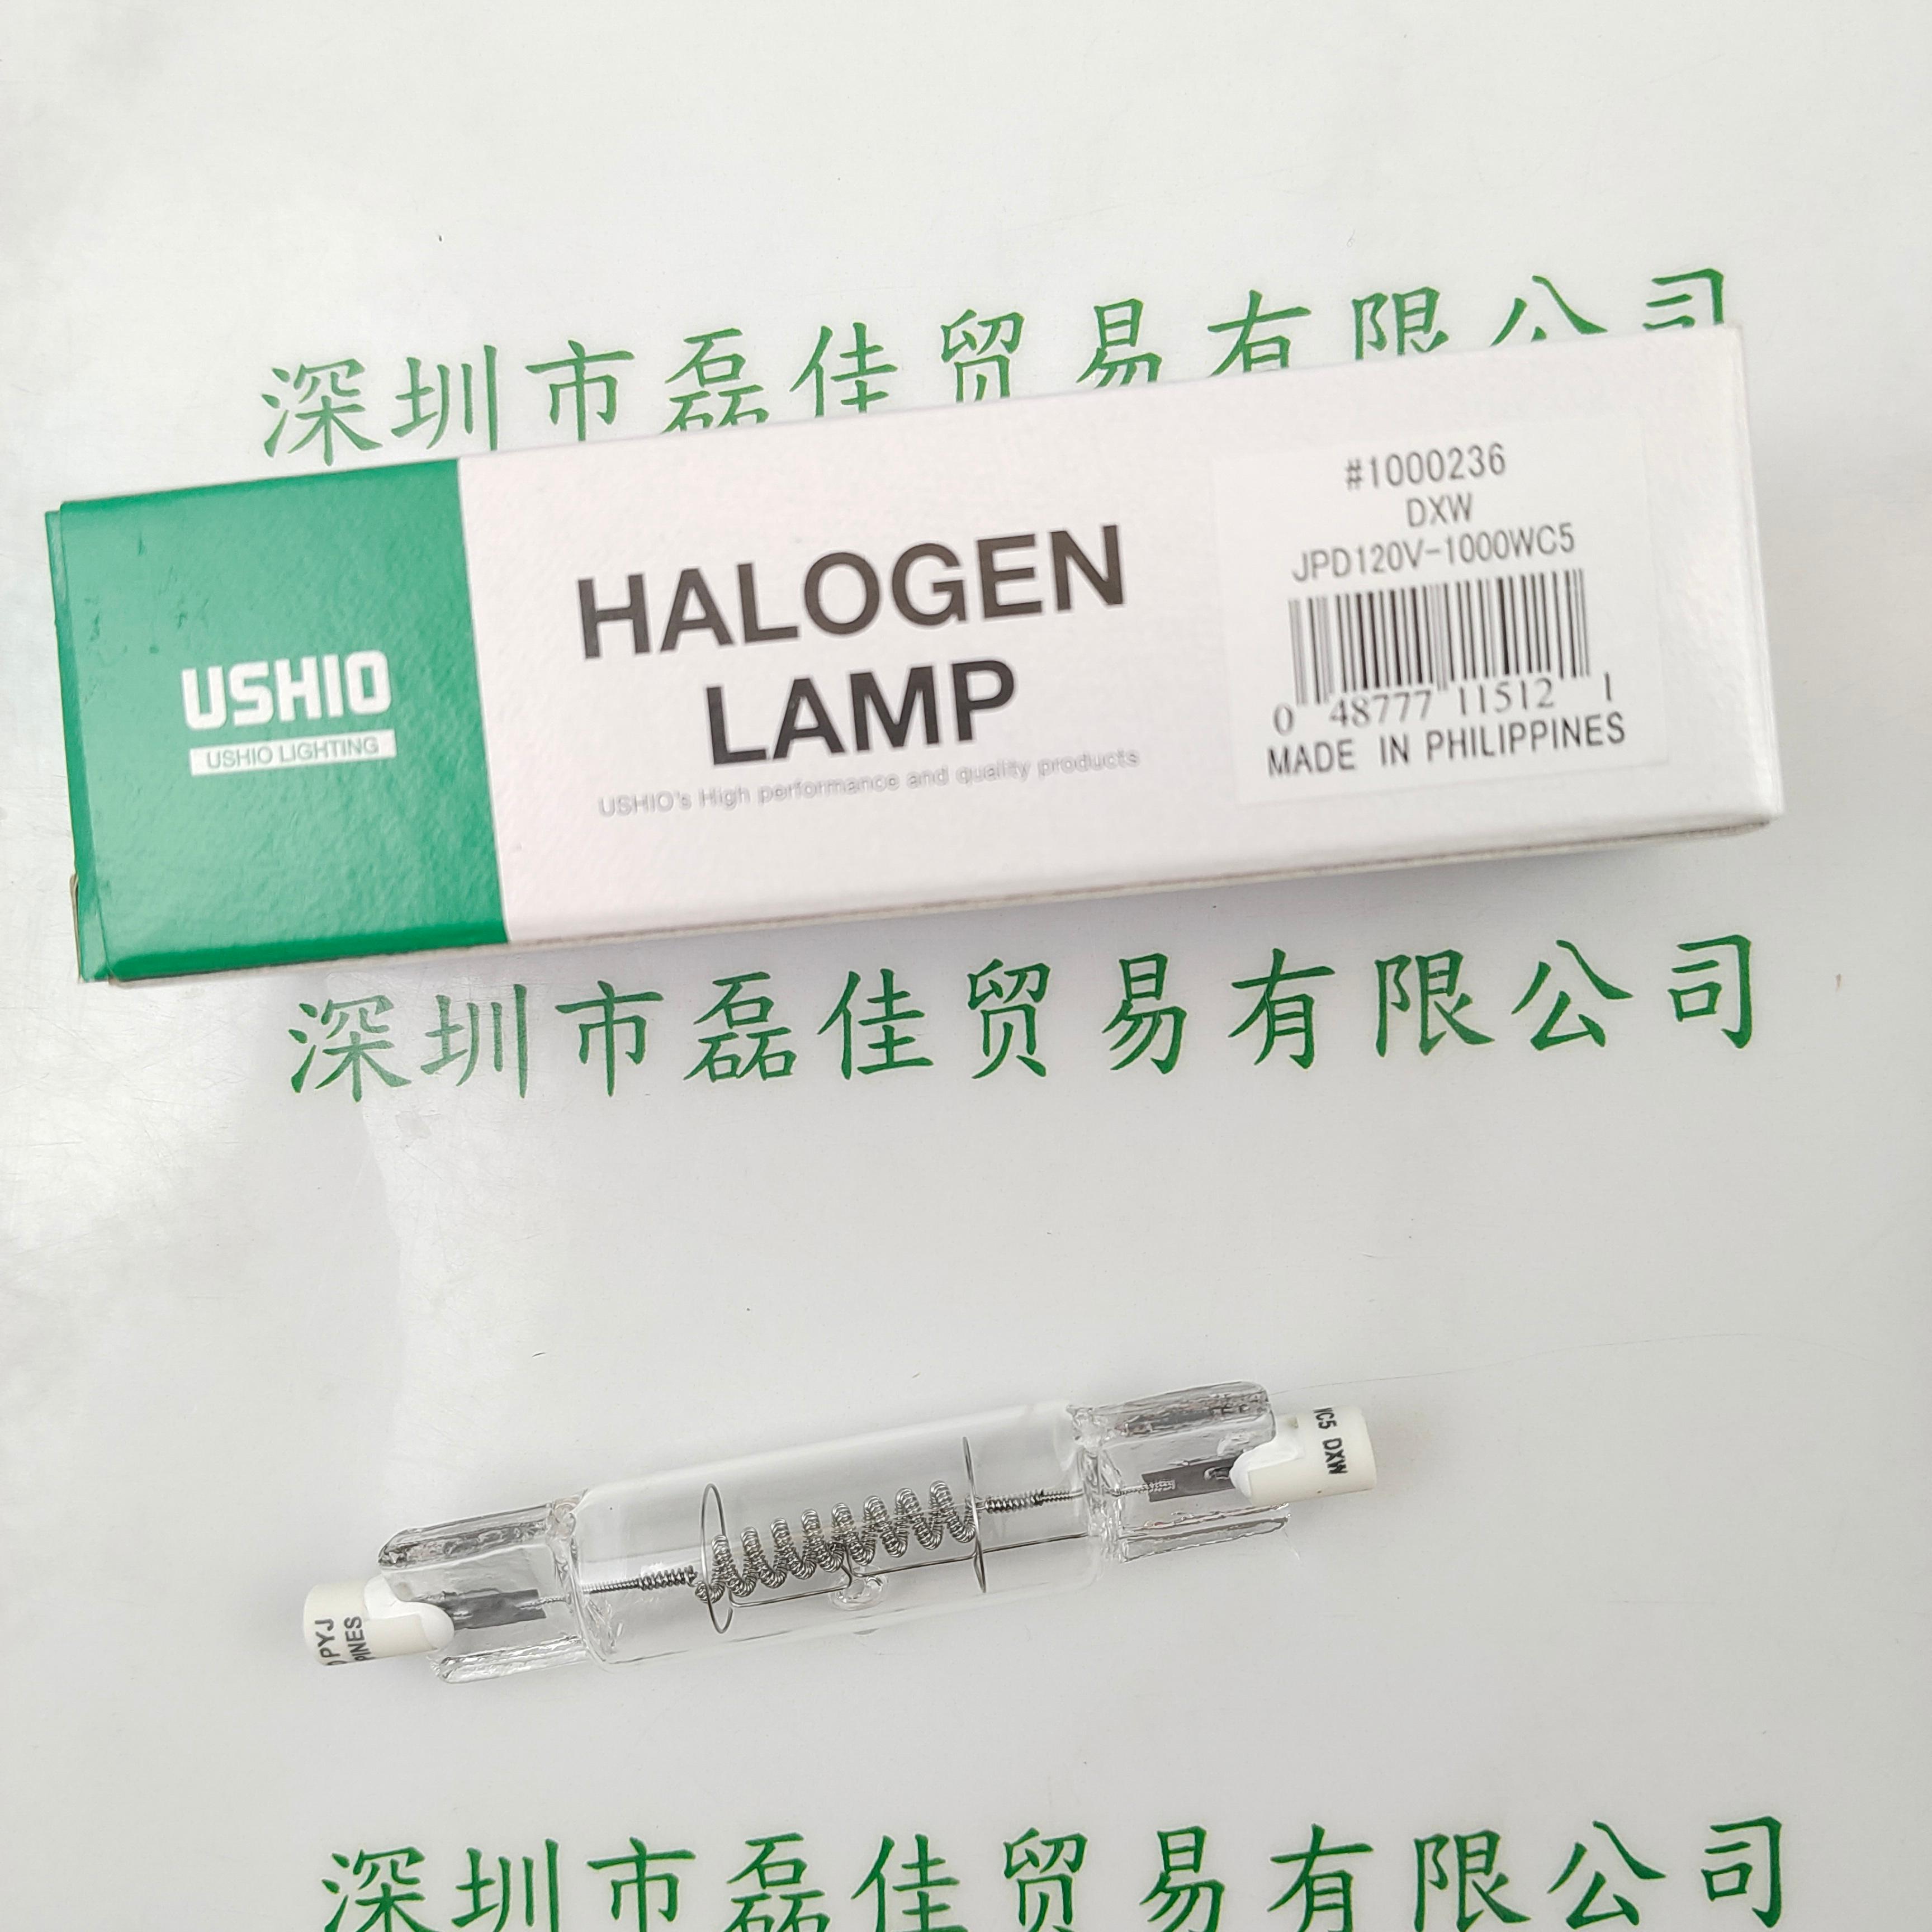 深圳市磊佳贸易有限公司
#1000236
DXW
JPD120V-1000WC5
HALOGEN
LAMP
USHIO's High performance and quality products
USHIO
USHIO LIGHTING
0 48777 11512 1
MADE IN PHILIPPINES
深圳市磊佳贸易有限公司
C5 DXW
PYJ
PINES
深圳市磊佳贸易有限公司